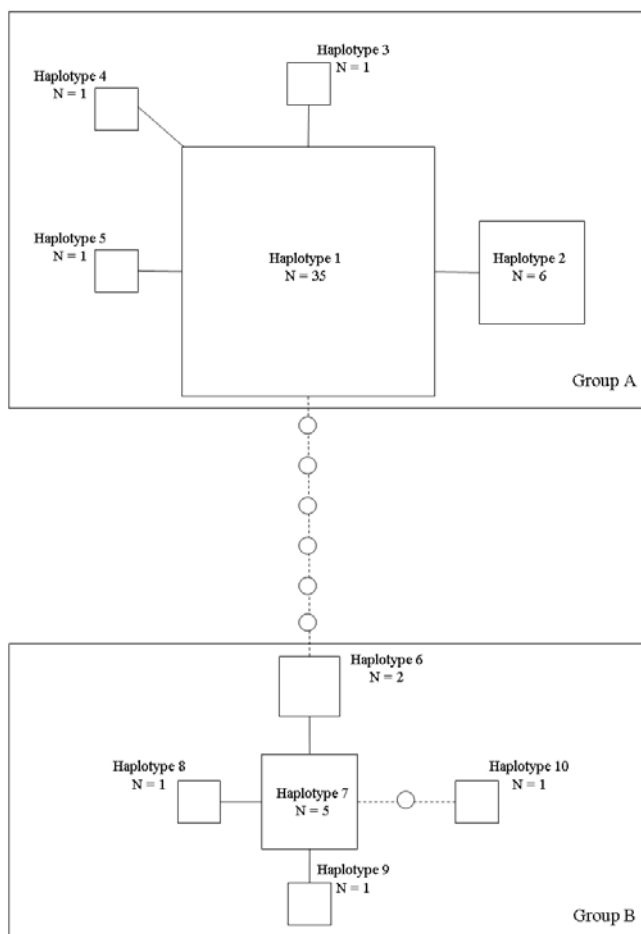 Haplotype 3
N = 1
Haplotype 4
N = 1
Haplotype 5
N = 1
Haplotype 1
N = 35
Haplotype 2
N = 6
Group A
Haplotype 6
N = 2
Haplotype 8
N = 1
Haplotype 7
N = 5
Haplotype 10
N = 1
Haplotype 9
N = 1
Group B